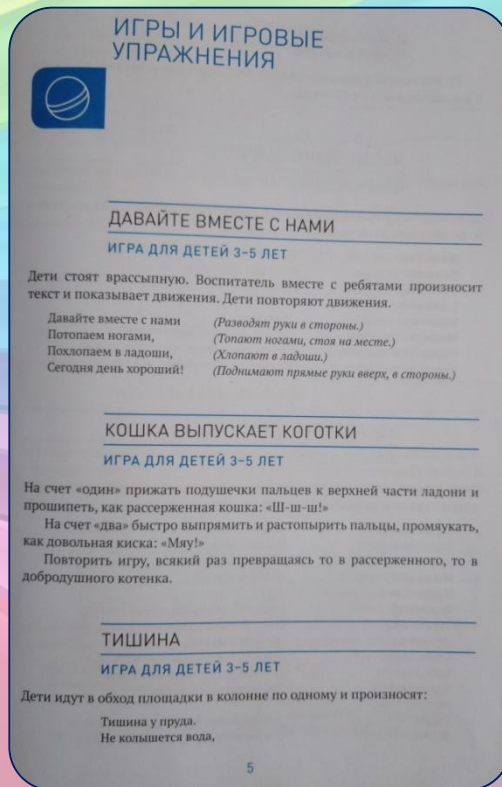 ИГРЫ И ИГРОВЫЕ
УПРАЖНЕНИЯ
ДАВАЙТЕ ВМЕСТЕ С НАМИ
ИГРА ДЛЯ ДЕТЕЙ 3–5 ЛЕТ
Дети стоят врассыпную. Воспитатель вместе с ребятами произносит
текст и показывает движения. Дети повторяют движения.
Давайте вместе с нами (Разводят руки в стороны.)
Потопаем ногами, (Топают ногами, стоя на месте.)
Похлопаем в ладоши, (Хлопают в ладоши.)
Сегодня день хороший! (Поднимают прямые руки вверх, в стороны.)
КОШКА ВЫПУСКАЕТ КОГОТКИ
ИГРА ДЛЯ ДЕТЕЙ 3–5 ЛЕТ
На счет «один» прижать подушечки пальцев к верхней части ладони и
прошипеть, как рассерженная кошка: «Ш-ш-ш!»
На счет «два» быстро выпрямить и растопырить пальцы, промяукать,
как довольная киска: «Мяу!»
Повторить игру, всякий раз превращаясь то в рассерженного, то в
добродушного котенка.
ТИШИНА
ИГРА ДЛЯ ДЕТЕЙ 3–5 ЛЕТ
Дети идут в обход площадки в колонне по одному и произносят:
Тишина у пруда.
Не колышется вода,
5